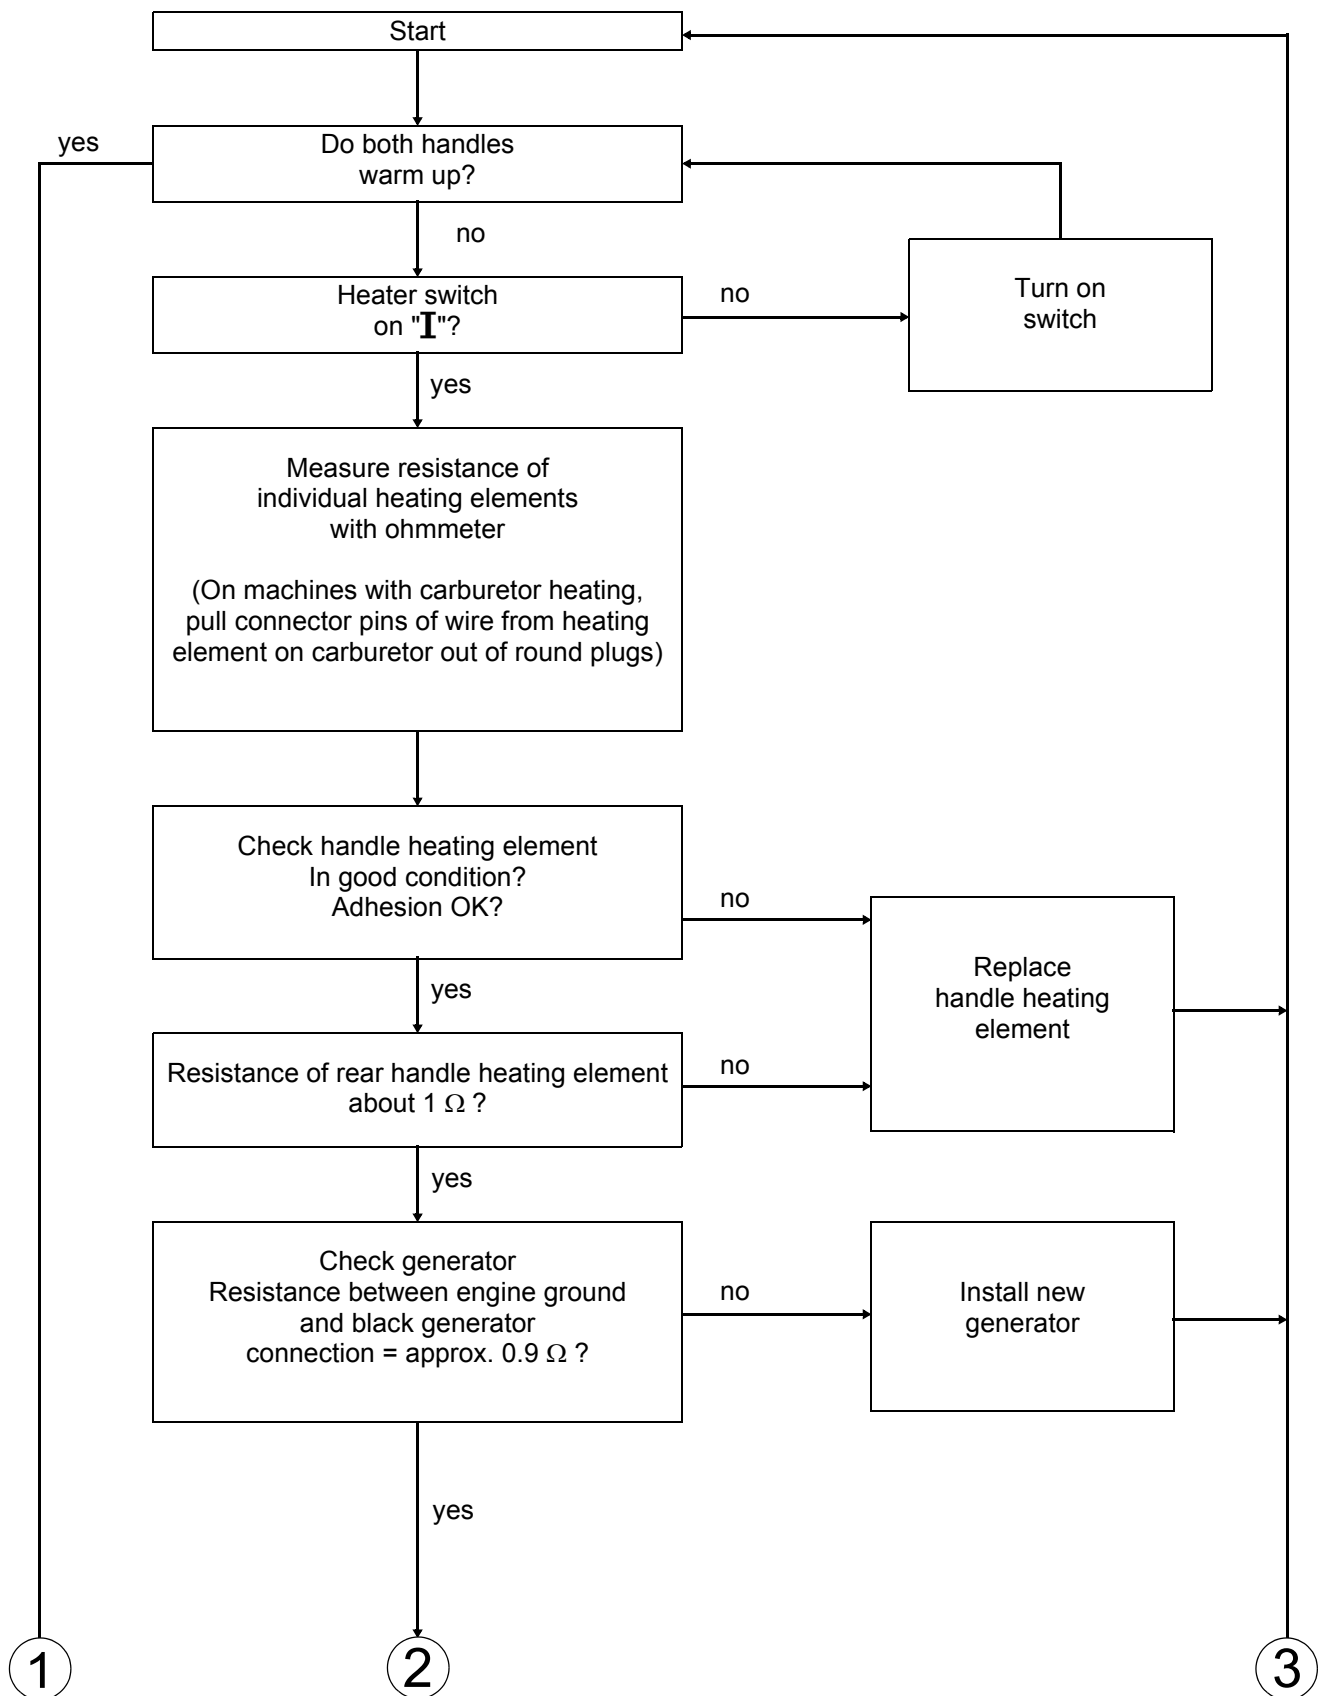 Start
yes
Do both handles
warm up?
no
Heater switch
on "I"?
no
Turn on
switch
yes
Measure resistance of
individual heating elements
with ohmmeter
(On machines with carburetor heating,
pull connector pins of wire from heating
element on carburetor out of round plugs)
Check handle heating element
In good condition?
Adhesion OK?
no
Replace
handle heating
element
yes
Resistance of rear handle heating element
about 1 Ω ?
no
yes
Check generator
Resistance between engine ground
and black generator
connection = approx. 0.9 Ω ?
no
Install new
generator
yes
1
2
3